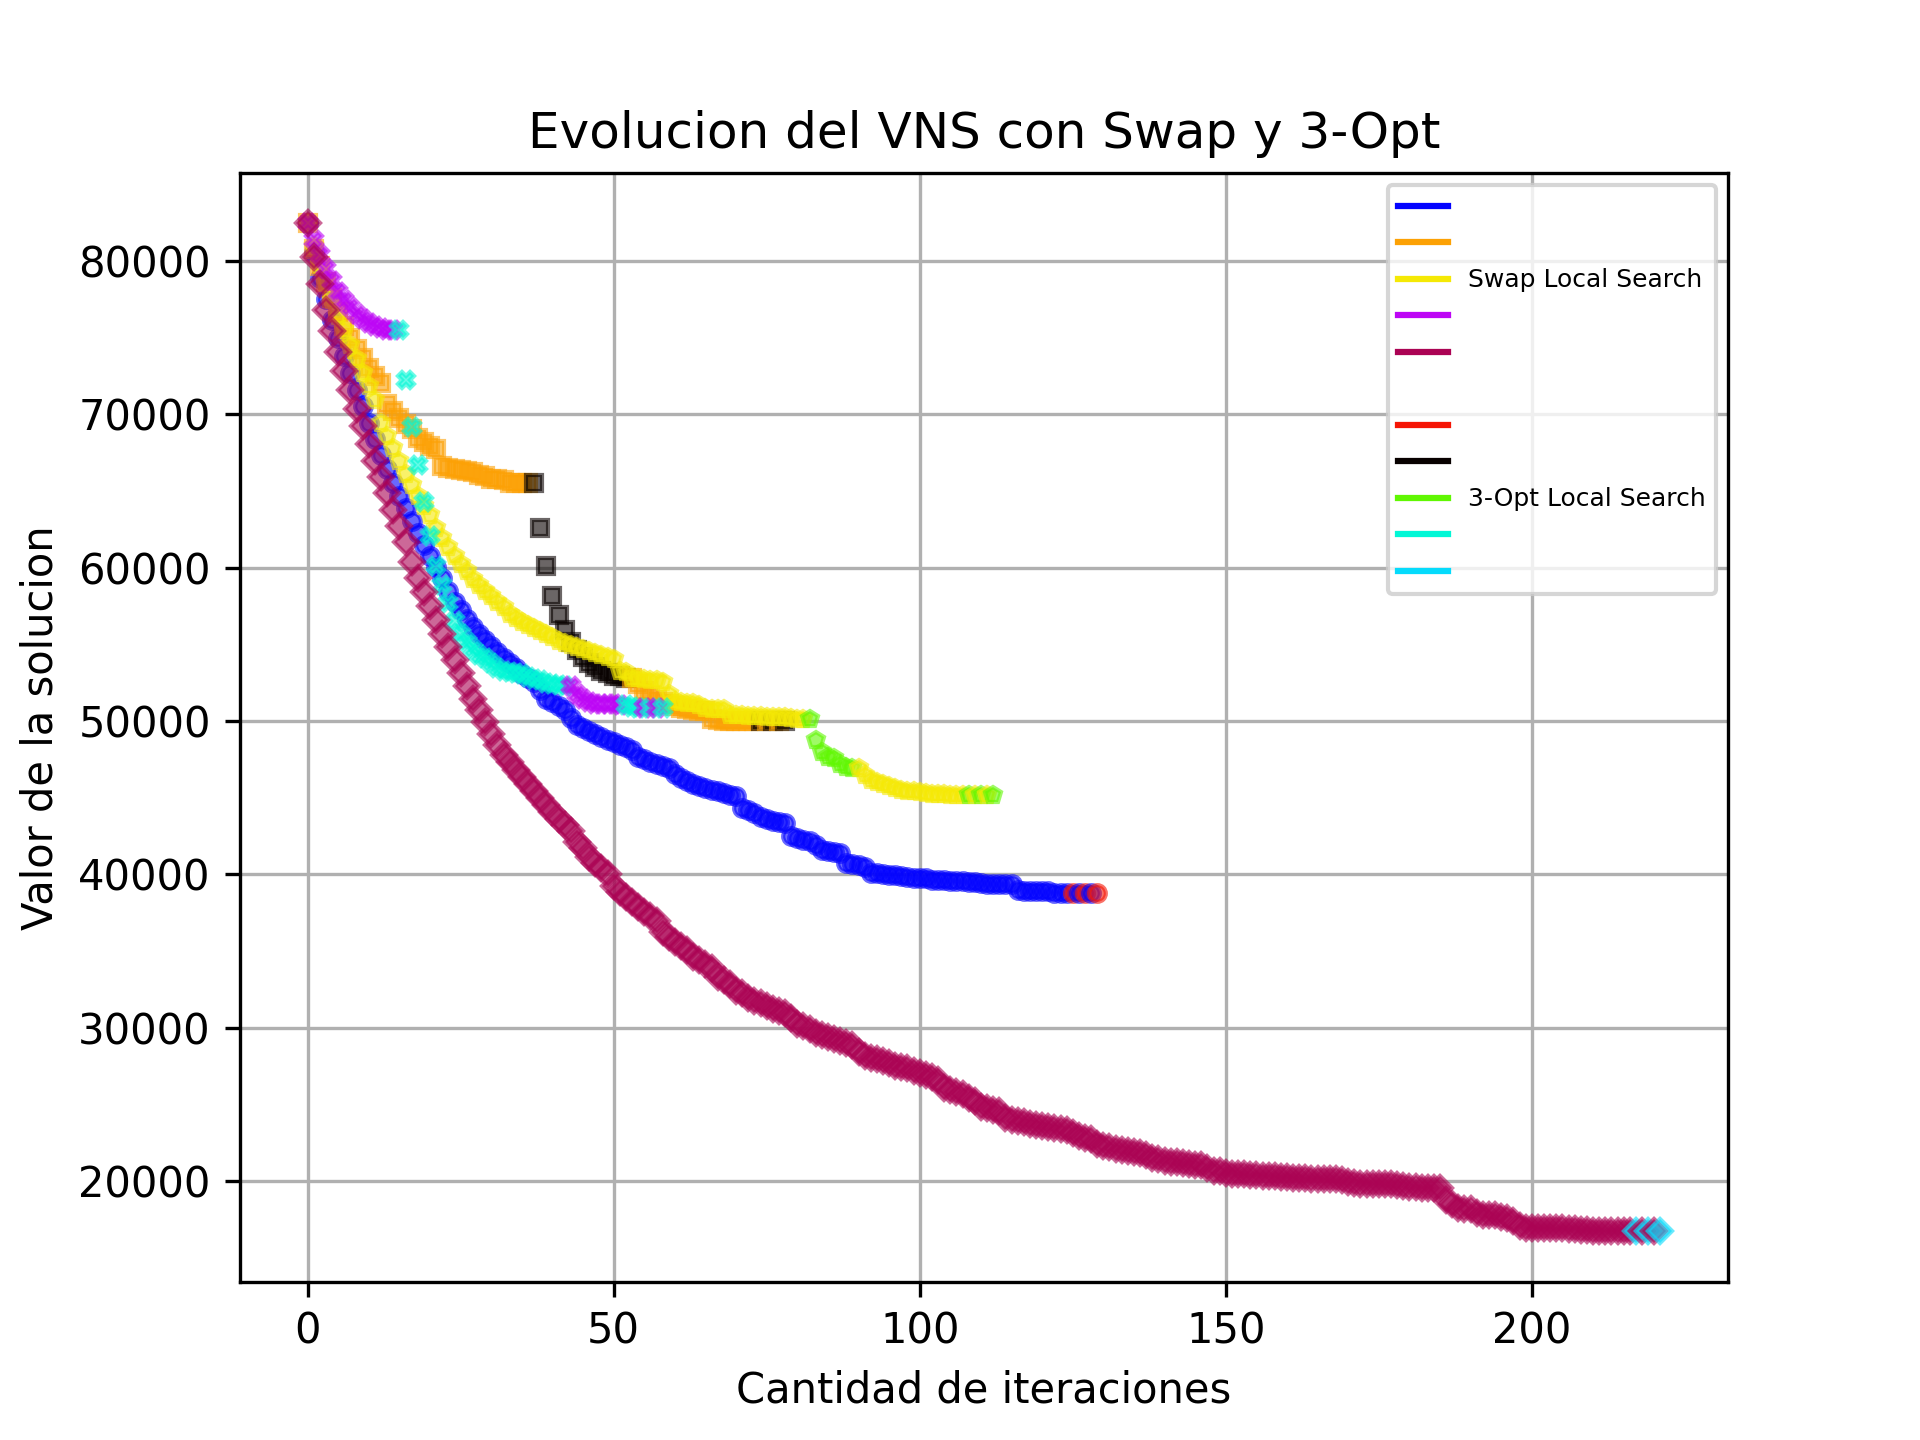 Evolucion del VNS con Swap y 3-Opt
Valor de la solucion
80000
70000
60000
50000
40000
30000
20000
Swap Local Search
3-Opt Local Search
0 50 100 150 200
Cantidad de iteraciones